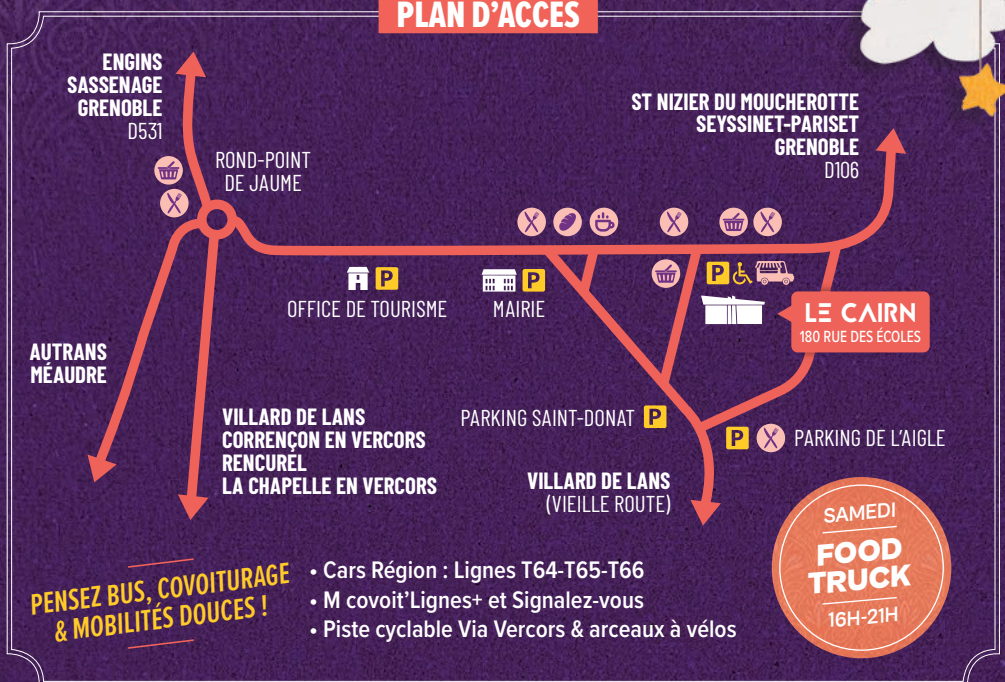 PLAN D'ACCÈS
ENGINS
SASSENAGE
GRENOBLE
D531
ROND-POINT
DE JAUME
ST NIZIER DU MOUCHEROTTE
SEYSSINET-PARISET
GRENOBLE
D106
P
OFFICE DE TOURISME
P
MAIRIE
P
LE CAIRN
180 RUE DES ÉCOLES
AUTRANS
MÉAUDRE
VILLARD DE LANS
CORRENÇON EN VERCORS
RENCUREL
LA CHAPELLE EN VERCORS
PARKING SAINT-DONAT P
P PARKING DE L'AIGLE
VILLARD DE LANS
(VIEILLE ROUTE)
SAMEDI
FOOD
TRUCK
16H-21H
PENSEZ BUS, COVOITURAGE
& MOBILITÉS DOUCES !
• Cars Région : Lignes T64-T65-T66
• M covoit'Lignes+ et Signalez-vous
• Piste cyclable Via Vercors & arceaux à vélos